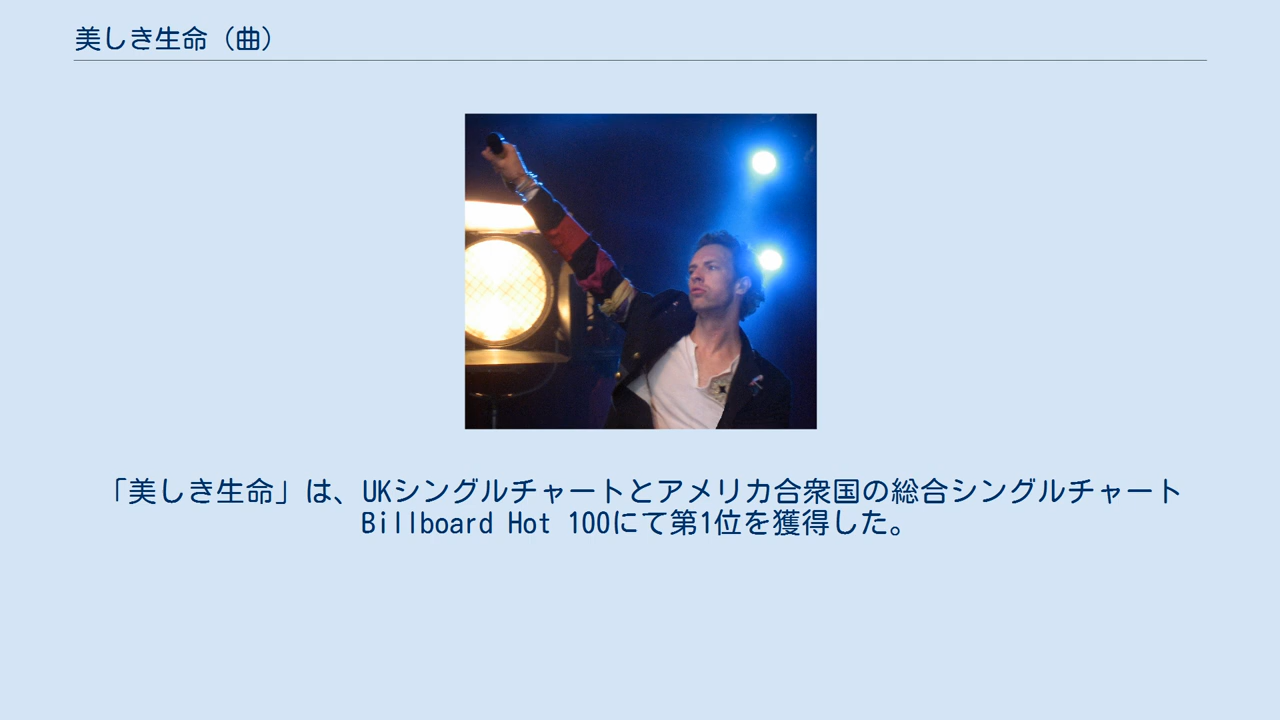 美しき生命（曲）
「美しき生命」は、UKシングルチャートとアメリカ合衆国の総合シングルチャート
Billboard Hot 100にて第1位を獲得した。